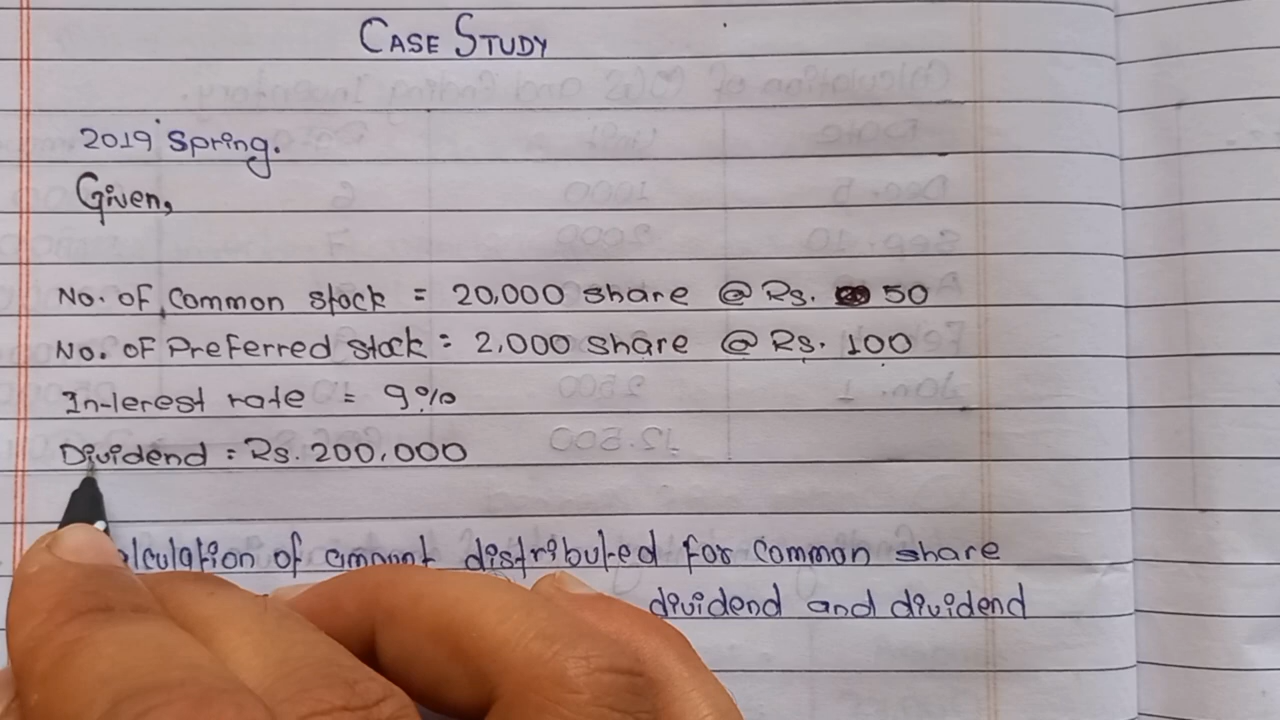 CASE STUDY
2019 Spring.
Given,
No. of common stock = 20,000 share @ Rs. 50
No. of Preferred stock = 2,000 share @ Rs. 100
Interest rate = 9%
Dividend = Rs. 200,000
alculation of amount distributed for common share
dividend and dividend